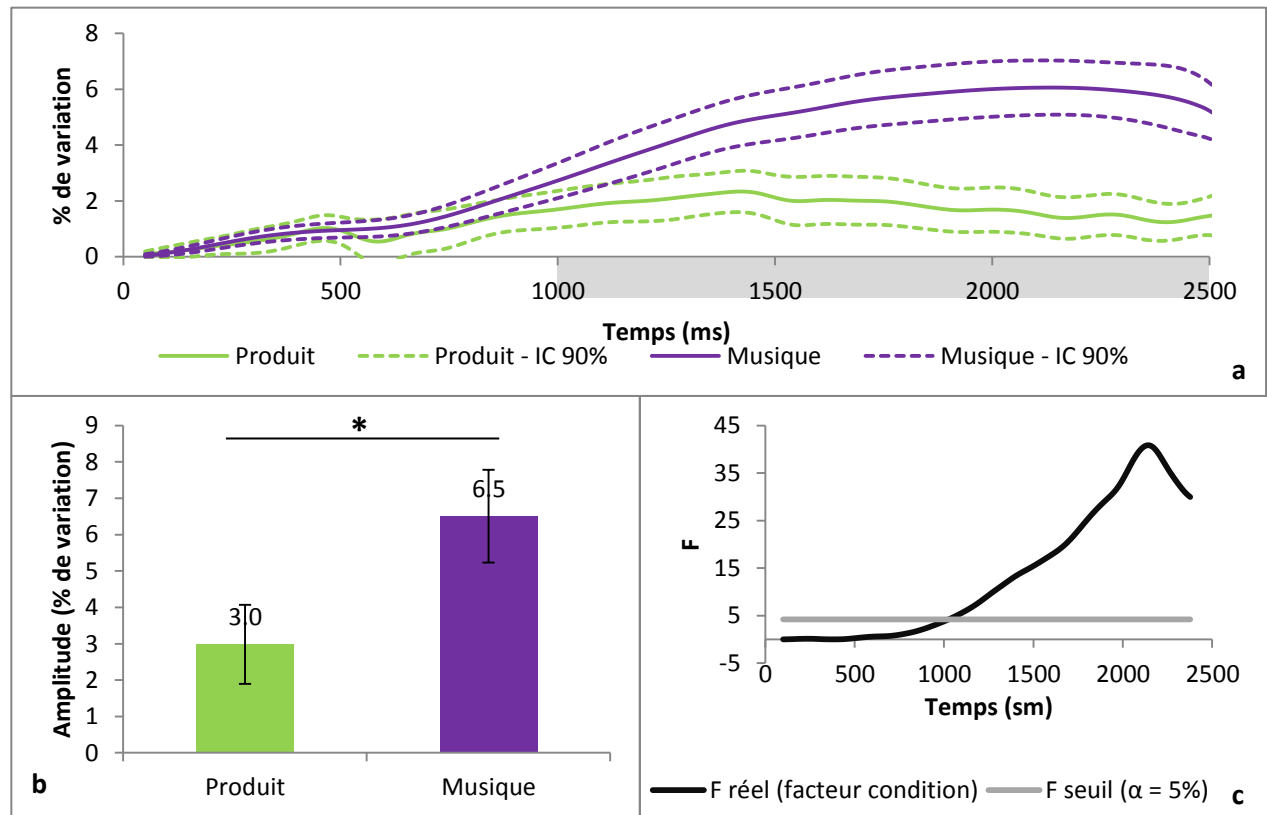 8
6
4
2
0
% de variation
0 500 1000 1500 2000 2500
Temps (ms)
Produit Produit - IC 90% Musique Musique - IC 90%
a
9
8
7
6
5
4
3
2
1
0
Amplitude (% de variation)
*
3.0
6.5
Produit Musique
b
45
35
25
15
5
-5
F
0 500 1000 1500 2000 2500
Temps (sm)
F réel (facteur condition) F seuil (α = 5%)
c